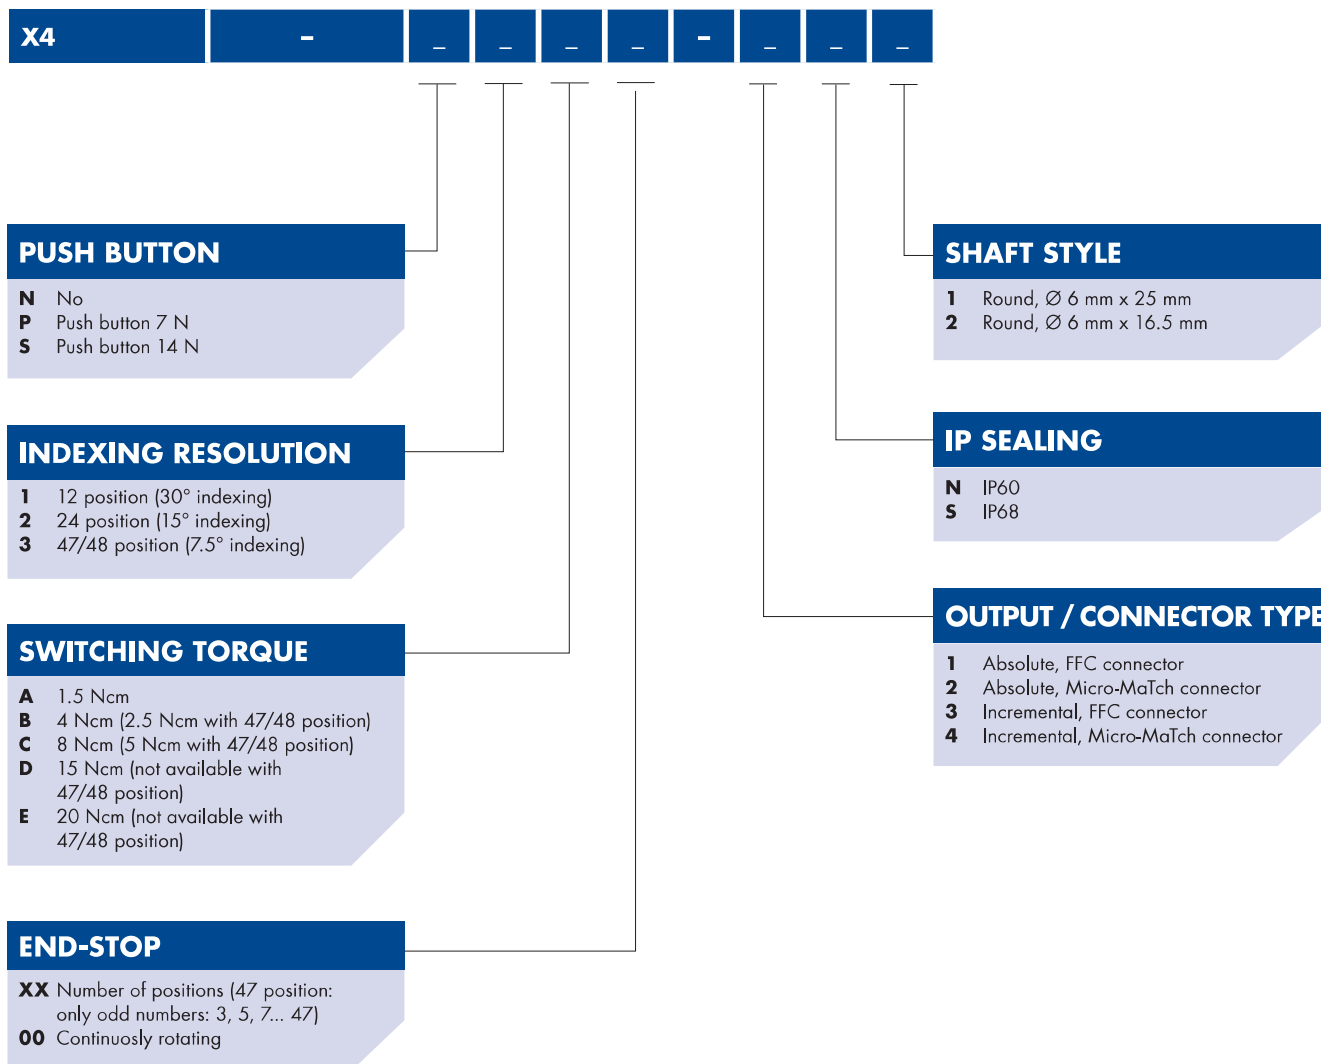 X4 – _ _ _ _ – _ _ _
PUSH BUTTON
N No
P Push button 7 N
S Push button 14 N
INDEXING RESOLUTION
1 12 position (30° indexing)
2 24 position (15° indexing)
3 47/48 position (7.5° indexing)
SWITCHING TORQUE
A 1.5 Ncm
B 4 Ncm (2.5 Ncm with 47/48 position)
C 8 Ncm (5 Ncm with 47/48 position)
D 15 Ncm (not available with
47/48 position)
E 20 Ncm (not available with
47/48 position)
END-STOP
XX Number of positions (47 position:
only odd numbers: 3, 5, 7... 47)
00 Continuosly rotating
SHAFT STYLE
1 Round, Ø 6 mm x 25 mm
2 Round, Ø 6 mm x 16.5 mm
IP SEALING
N IP60
S IP68
OUTPUT / CONNECTOR TYPE
1 Absolute, FFC connector
2 Absolute, Micro-MaTch connector
3 Incremental, FFC connector
4 Incremental, Micro-MaTch connector